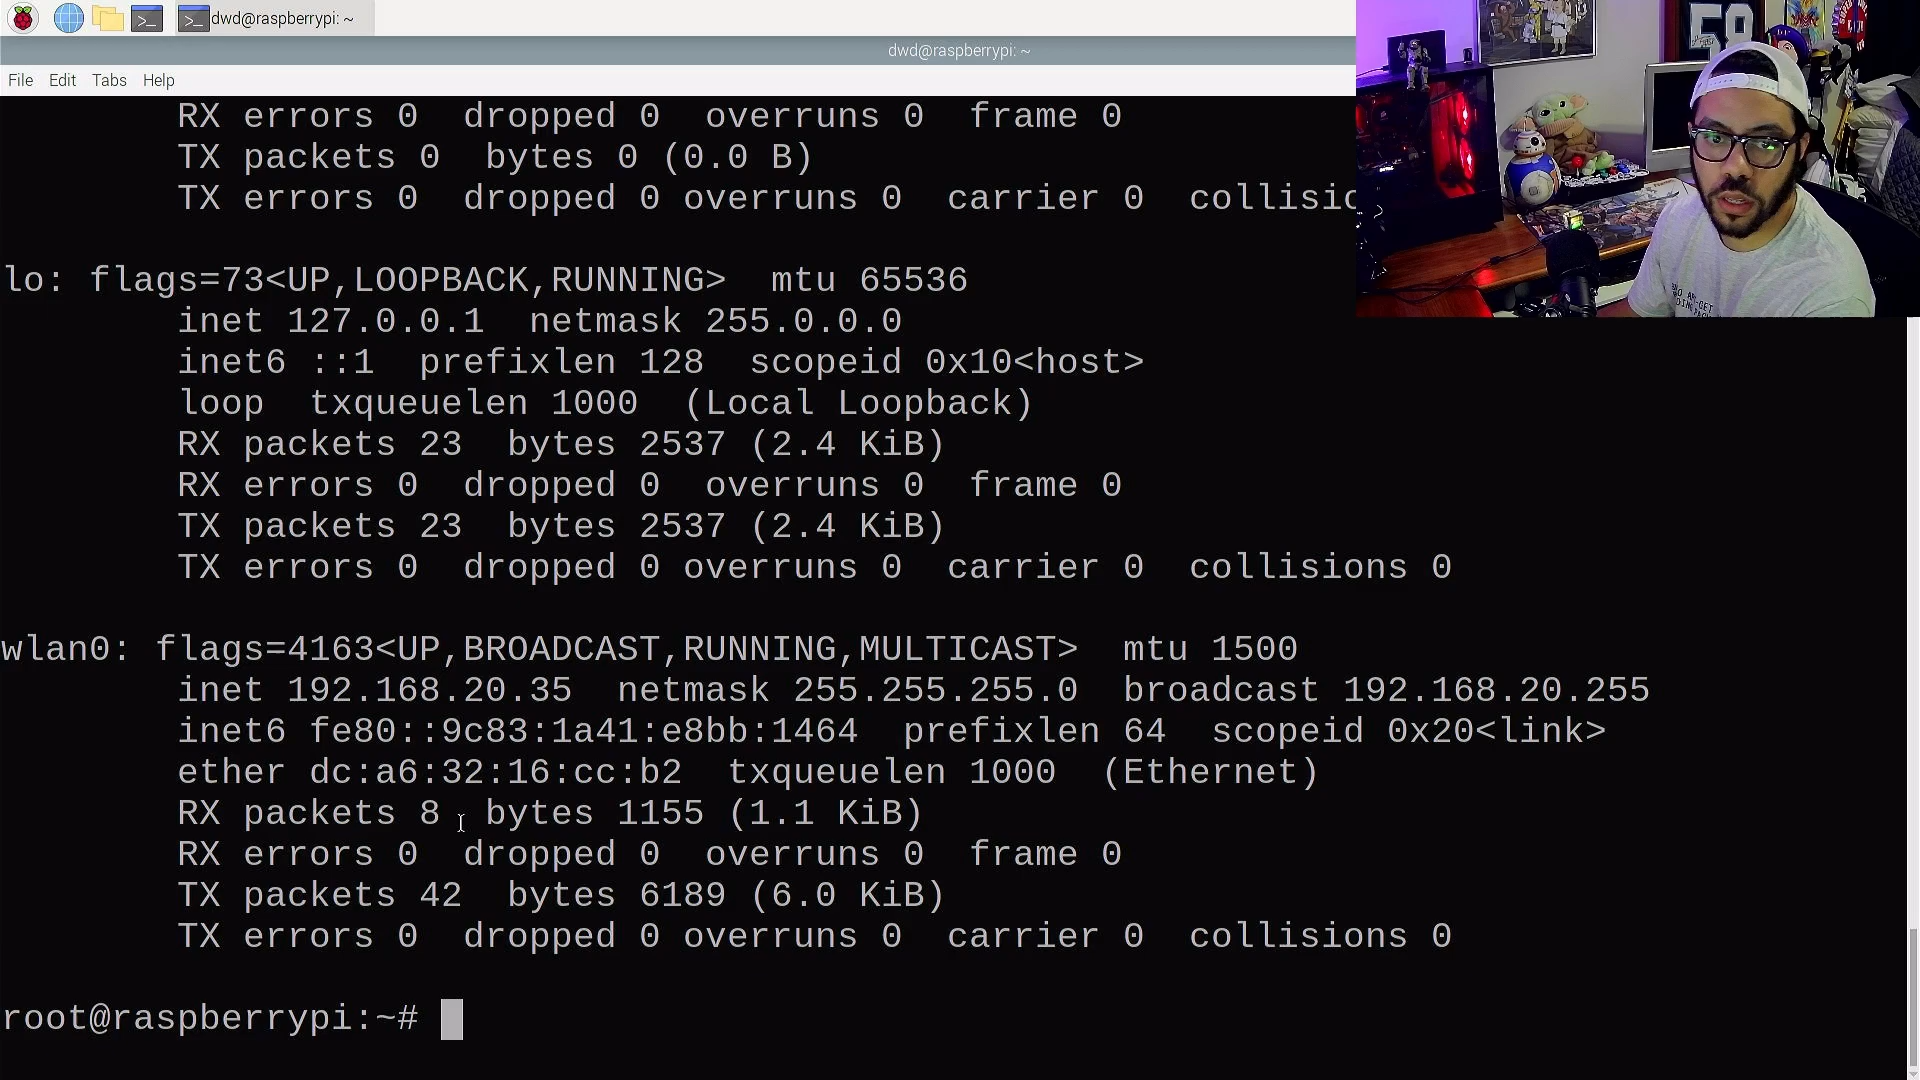 dwd@raspberrypi: ~
dwd@raspberrypi: ~
File Edit Tabs Help
RX errors 0 dropped 0 overruns 0 frame 0
TX packets 0 bytes 0 (0.0 B)
TX errors 0 dropped 0 overruns 0 carrier 0 collisio
lo: flags=73<UP,LOOPBACK,RUNNING> mtu 65536
inet 127.0.0.1 netmask 255.0.0.0
inet6 ::1 prefixlen 128 scopeid 0x10<host>
loop txqueuelen 1000 (Local Loopback)
RX packets 23 bytes 2537 (2.4 KiB)
RX errors 0 dropped 0 overruns 0 frame 0
TX packets 23 bytes 2537 (2.4 KiB)
TX errors 0 dropped 0 overruns 0 carrier 0 collisions 0
wlan0: flags=4163<UP,BROADCAST,RUNNING,MULTICAST> mtu 1500
inet 192.168.20.35 netmask 255.255.255.0 broadcast 192.168.20.255
inet6 fe80::9c83:1a41:e8bb:1464 prefixlen 64 scopeid 0x20<link>
ether dc:a6:32:16:cc:b2 txqueuelen 1000 (Ethernet)
RX packets 8 bytes 1155 (1.1 KiB)
RX errors 0 dropped 0 overruns 0 frame 0
TX packets 42 bytes 6189 (6.0 KiB)
TX errors 0 dropped 0 overruns 0 carrier 0 collisions 0
root@raspberrypi:~#
58